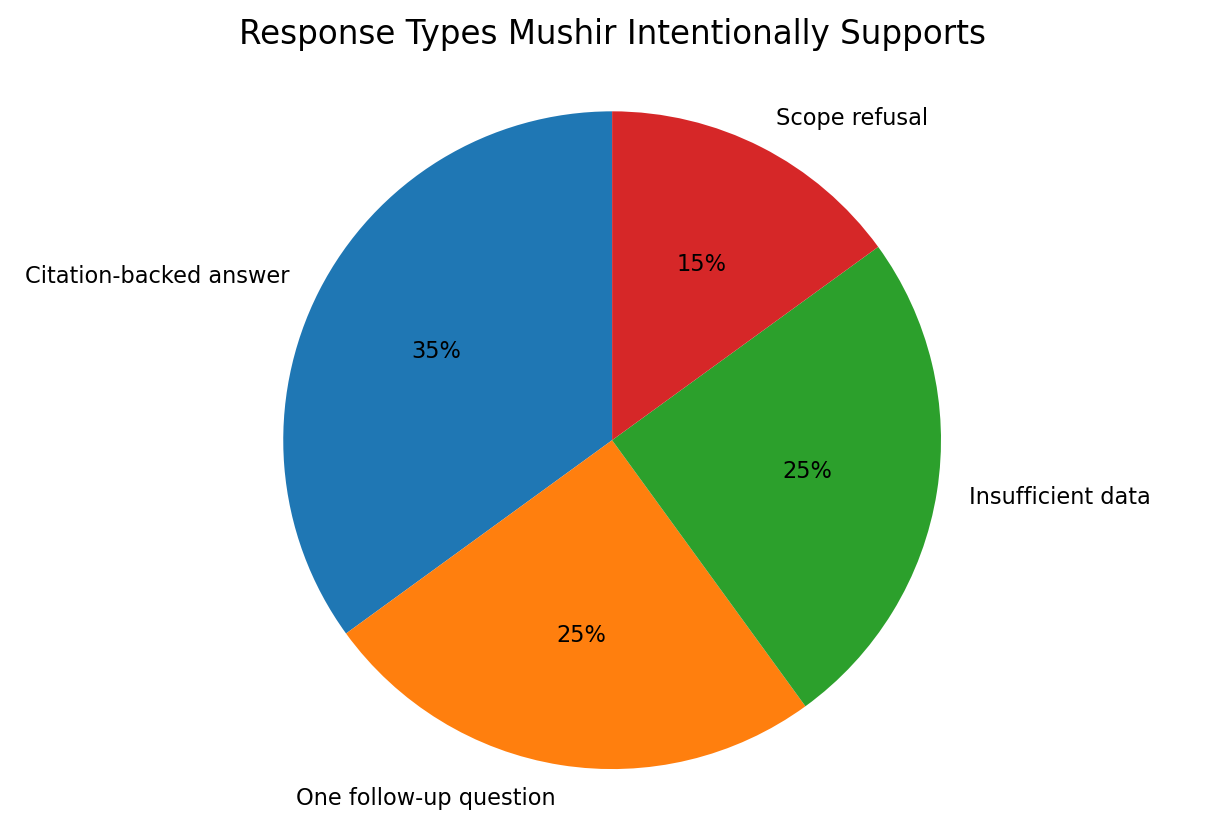 Response Types Mushir Intentionally Supports
Scope refusal
15%
Citation-backed answer
35%
25%
Insufficient data
25%
One follow-up question